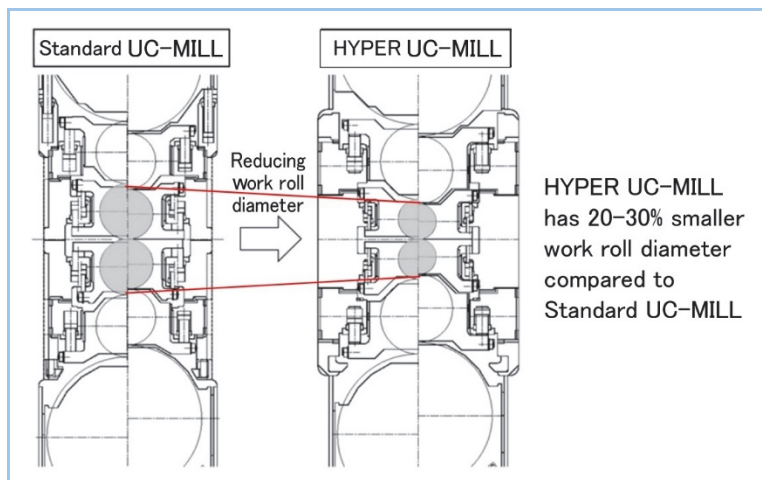 Standard UC-MILL
HYPER UC-MILL
Reducing
work roll
diameter
HYPER UC-MILL
has 20-30% smaller
work roll diameter
compared to
Standard UC-MILL